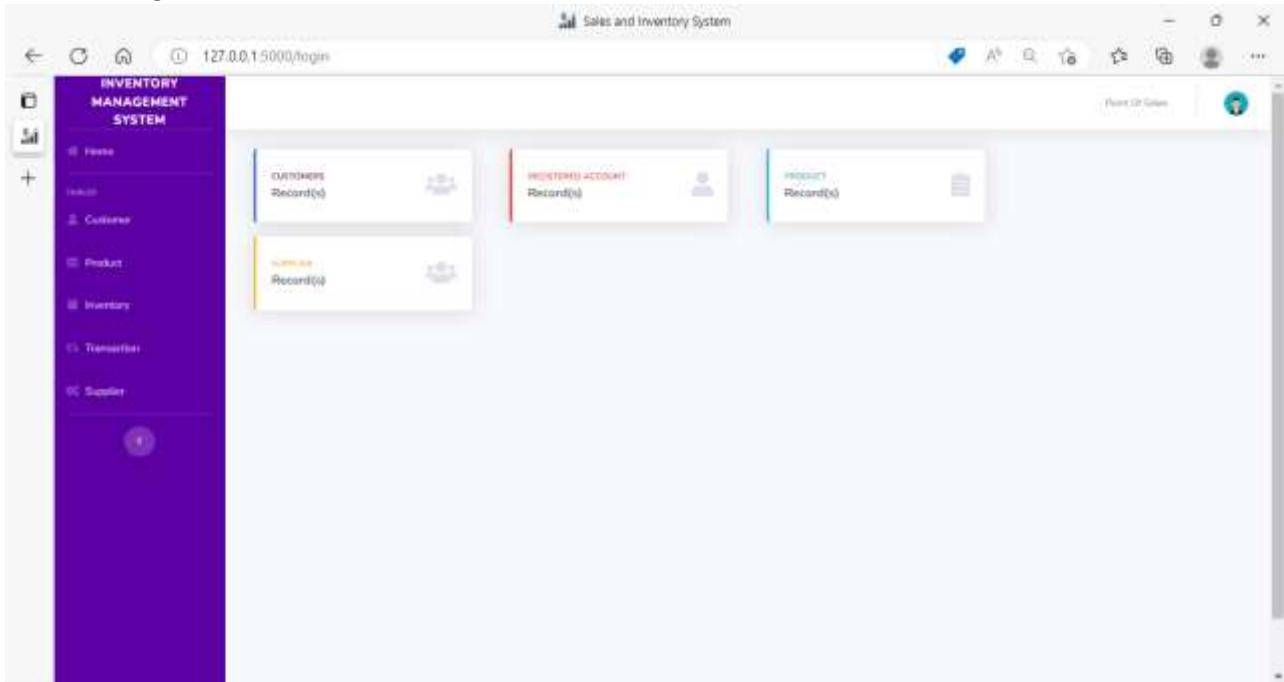 Sales and Inventory System
127.0.0.1:5000/login
INVENTORY
MANAGEMENT
SYSTEM
Point Of Sales
Home
TABLES
Customer
Product
Inventory
Transaction
Supplier
CUSTOMERS
Record(s)
REGISTERED ACCOUNT
Record(s)
PRODUCT
Record(s)
SUPPLIER
Record(s)